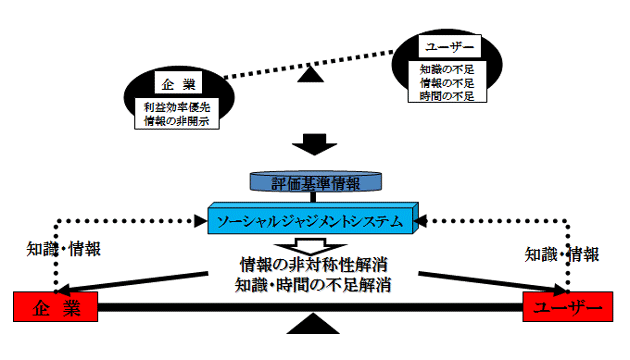 ユーザー
知識の不足
情報の不足
時間の不足
企 業
利益効率優先
情報の非開示
評価基準情報
ソーシャルジャジメントシステム
知識・情報
知識・情報
情報の非対称性解消
知識・時間の不足解消
企 業
ユーザー